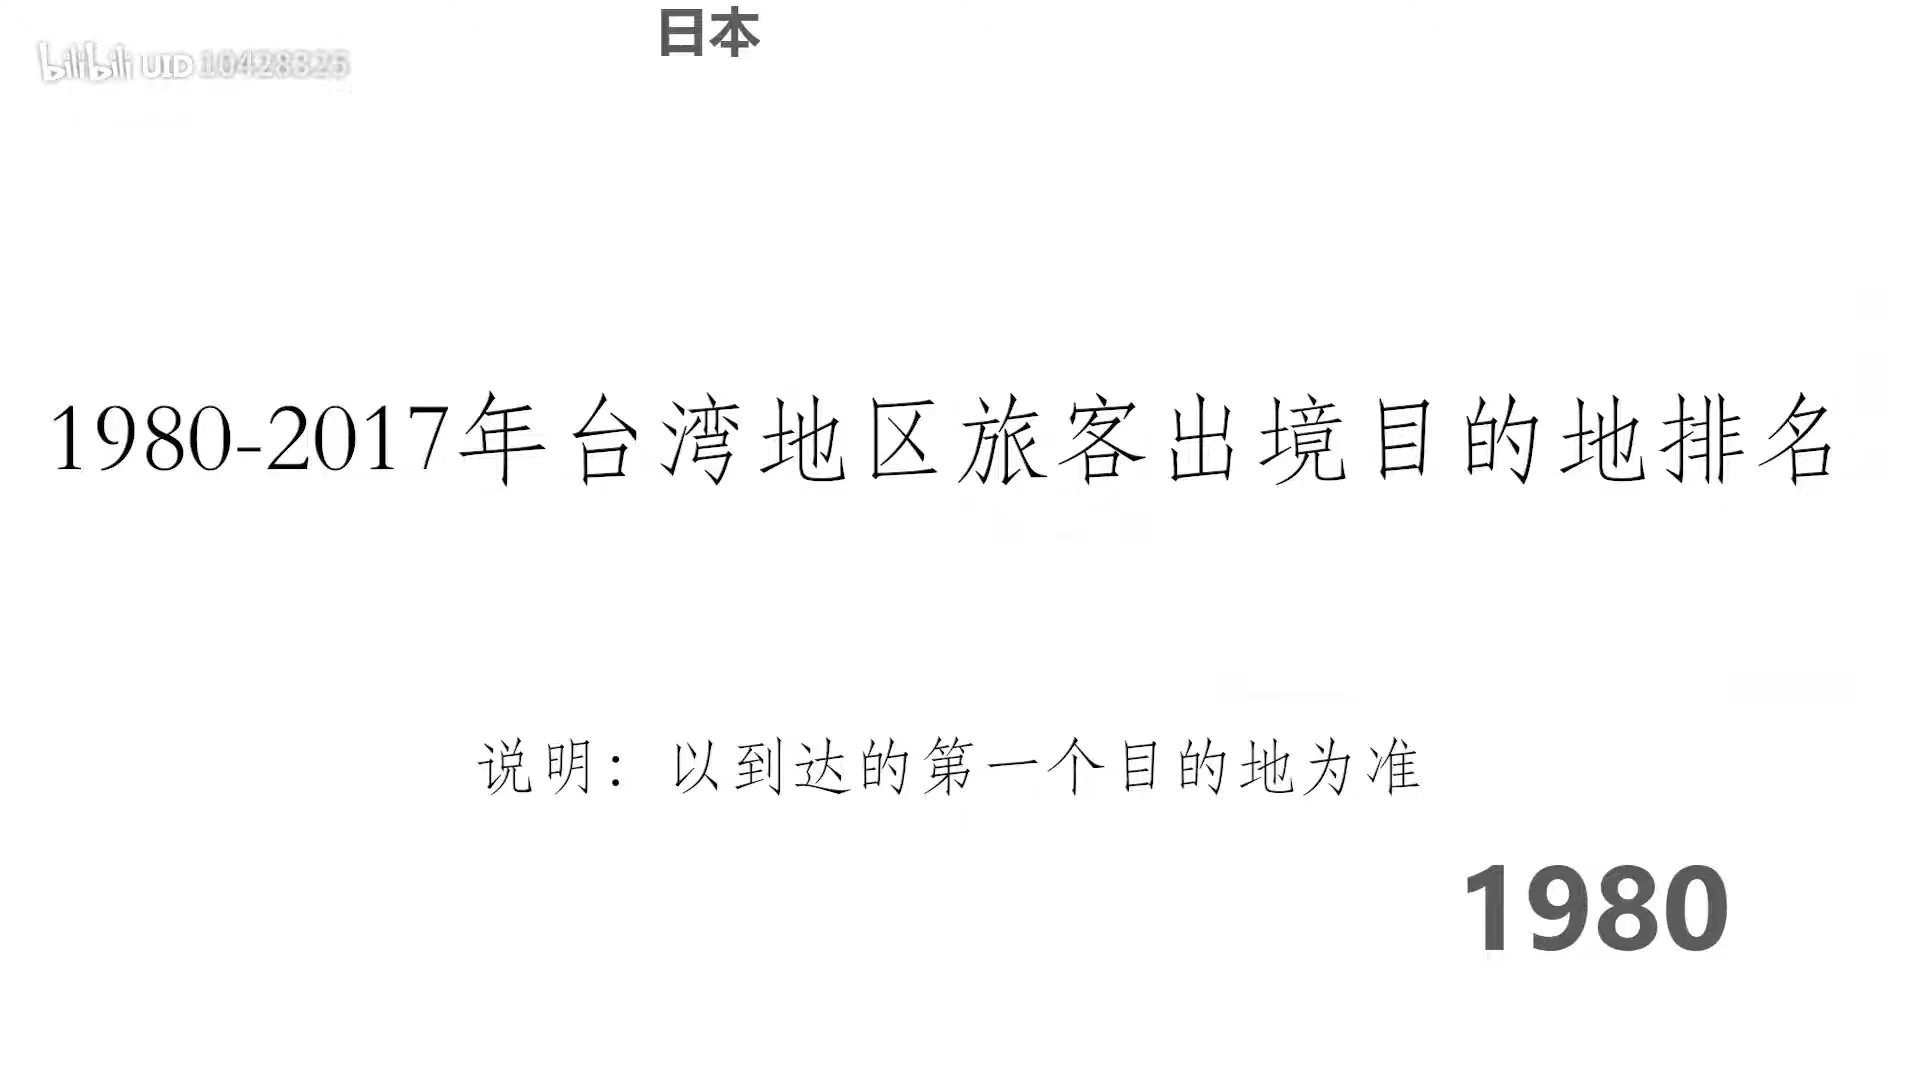 日本
bilibili UID 10428325
1980-2017年台湾地区旅客出境目的地排名
说明：以到达的第一个目的地为准
1980